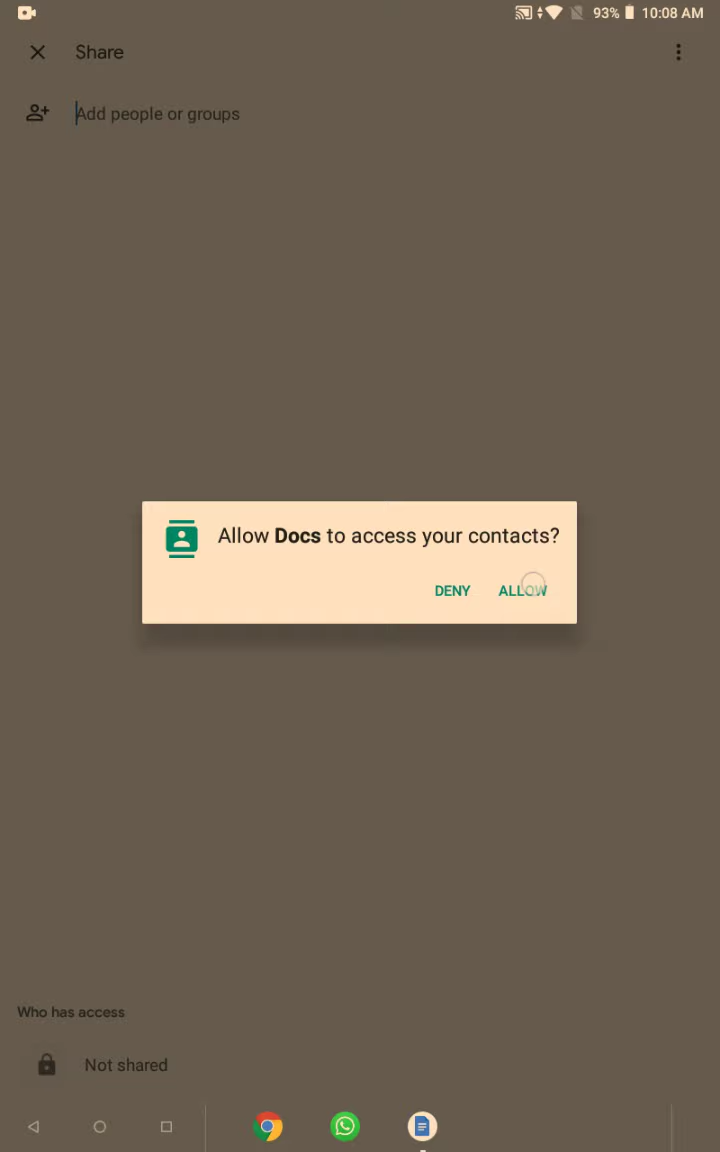 93% 10:08 AM
Share
Add people or groups
Allow Docs to access your contacts?
DENY ALLOW
Who has access
Not shared